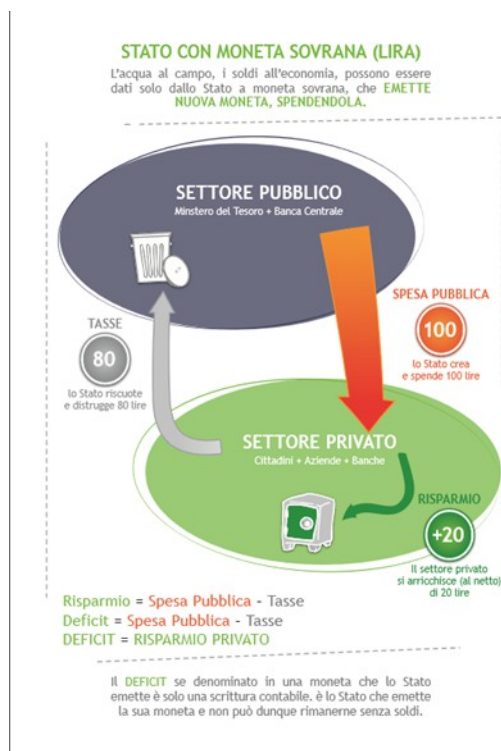 STATO CON MONETA SOVRANA (LIRA)
L'acqua al campo, i soldi all'economia, possono essere
dati solo dallo Stato a moneta sovrana, che EMETTE
NUOVA MONETA, SPENDENDOLA.
SETTORE PUBBLICO
Minstero del Tesoro + Banca Centrale
SPESA PUBBLICA
100
lo Stato crea
e spende 100 lire
TASSE
80
lo Stato riscuote
e distrugge 80 lire
SETTORE PRIVATO
Cittadini + Aziende + Banche
RISPARMIO
+20
Il settore privato
si arricchisce (al netto)
di 20 lire
Risparmio = Spesa Pubblica - Tasse
Deficit = Spesa Pubblica - Tasse
DEFICIT = RISPARMIO PRIVATO
Il DEFICIT se denominato in una moneta che lo Stato
emette è solo una scrittura contabile. è lo Stato che emette
la sua moneta e non può dunque rimanerne senza soldi.